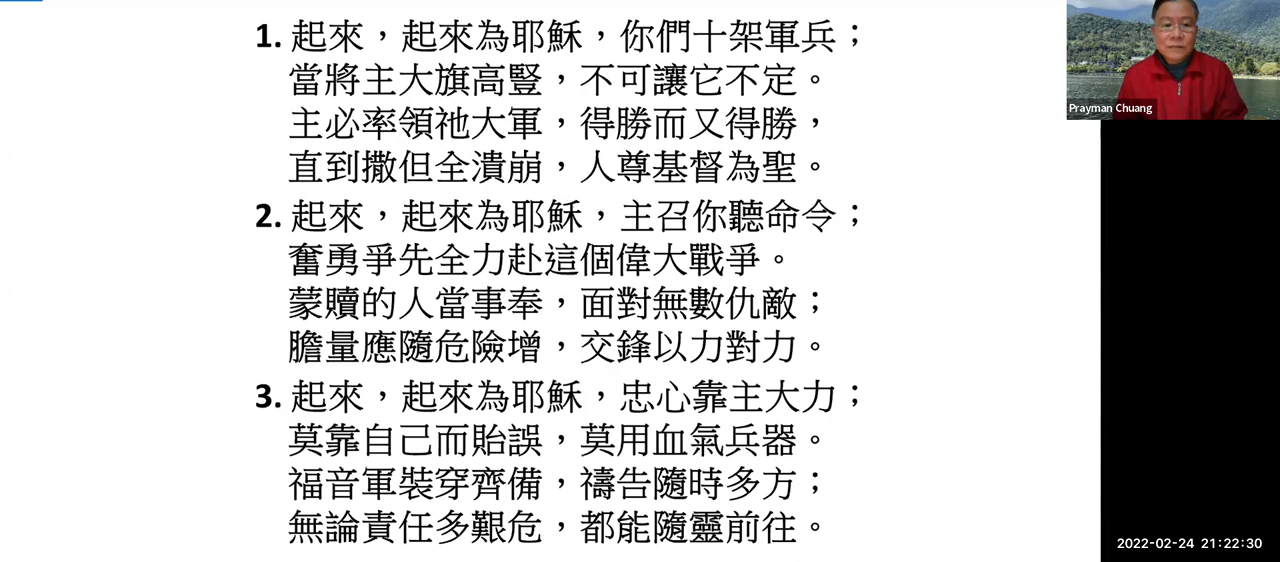 1. 起來，起來為耶穌，你們十架軍兵；
當將主大旗高豎，不可讓它不定。
主必率領祂大軍，得勝而又得勝，
直到撒但全潰崩，人尊基督為聖。
2. 起來，起來為耶穌，主召你聽命令；
奮勇爭先全力赴這個偉大戰爭。
蒙贖的人當事奉，面對無數仇敵；
膽量應隨危險增，交鋒以力對力。
3. 起來，起來為耶穌，忠心靠主大力；
莫靠自己而貽誤，莫用血氣兵器。
福音軍裝穿齊備，禱告隨時多方；
無論責任多艱危，都能隨靈前往。
Prayman Chuang
2022-02-24 21:22:30